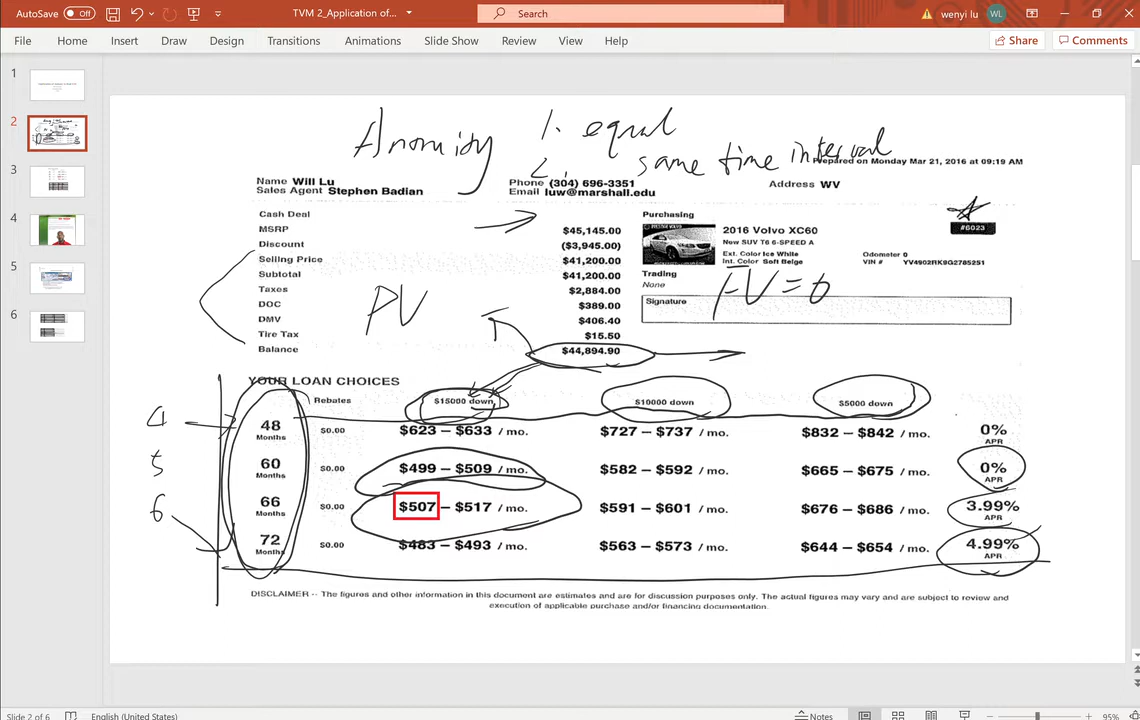 AutoSave Off TVM 2_Application of... Search wenyi lu WL
File Home Insert Draw Design Transitions Animations Slide Show Review View Help Share Comments
1
2
3
4
5
6
Annuity 1. equal
2. same time interval
Prepared on Monday Mar 21, 2016 at 09:19 AM
Name Will Lu Phone (304) 696-3351 Address WV
Sales Agent Stephen Badian Email luw@marshall.edu
Cash Deal Purchasing #6023
MSRP $45,145.00 2016 Volvo XC60
Discount ($3,945.00) New SUV T6 6-SPEED A
Selling Price $41,200.00 Ext. Color Ice White Odometer 0
Int. Color Soft Beige VIN # YV4902RK9G2785251
Subtotal $41,200.00 Trading
Taxes $2,884.00 None
DOC $389.00 Signature
DMV $406.40
Tire Tax $15.50
Balance $44,894.90
PV
FV = 0
YOUR LOAN CHOICES
Rebates $15000 down $10000 down $5000 down
4 48 Months $0.00 $623 – $633 / mo. $727 – $737 / mo. $832 – $842 / mo. 0% APR
5 60 Months $0.00 $499 – $509 / mo. $582 – $592 / mo. $665 – $675 / mo. 0% APR
6 66 Months $0.00 $507 – $517 / mo. $591 – $601 / mo. $676 – $686 / mo. 3.99% APR
72 Months $0.00 $483 – $493 / mo. $563 – $573 / mo. $644 – $654 / mo. 4.99% APR
DISCLAIMER -- The figures and other information in this document are estimates and are for discussion purposes only. The actual figures may vary and are subject to review and
execution of applicable purchase and/or financing documentation.
Slide 2 of 6 English (United States) Notes 95%